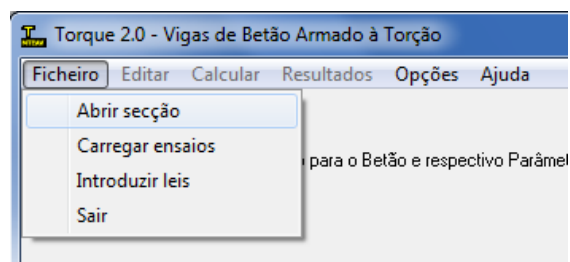 Torque 2.0 - Vigas de Betão Armado à Torção
Ficheiro Editar Calcular Resultados Opções Ajuda
Abrir secção
Carregar ensaios
para o Betão e respectivo
Introduzir leis
Sair